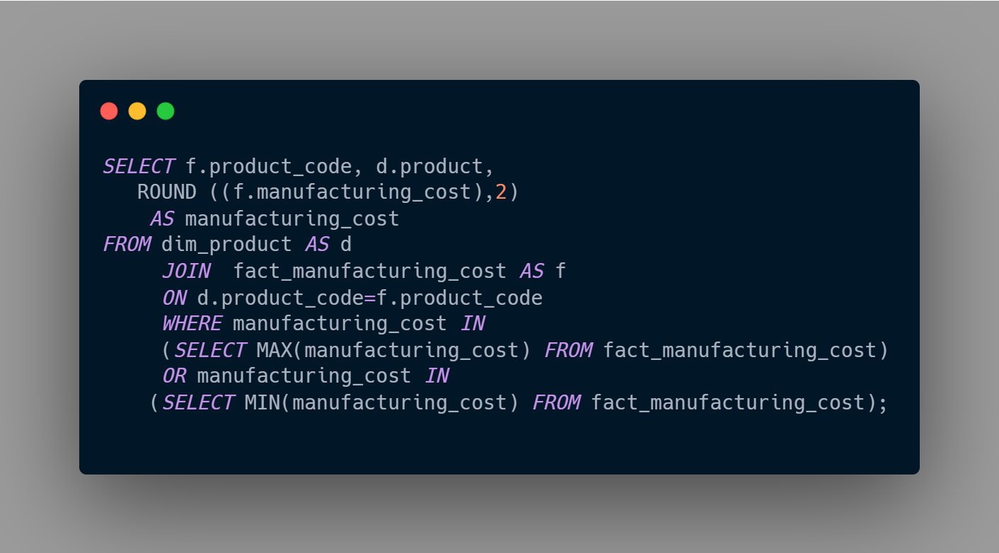 SELECT f.product_code, d.product,
ROUND ((f.manufacturing_cost),2)
AS manufacturing_cost
FROM dim_product AS d
JOIN  fact_manufacturing_cost AS f
ON d.product_code=f.product_code
WHERE manufacturing_cost IN
(SELECT MAX(manufacturing_cost) FROM fact_manufacturing_cost)
OR manufacturing_cost IN
(SELECT MIN(manufacturing_cost) FROM fact_manufacturing_cost);